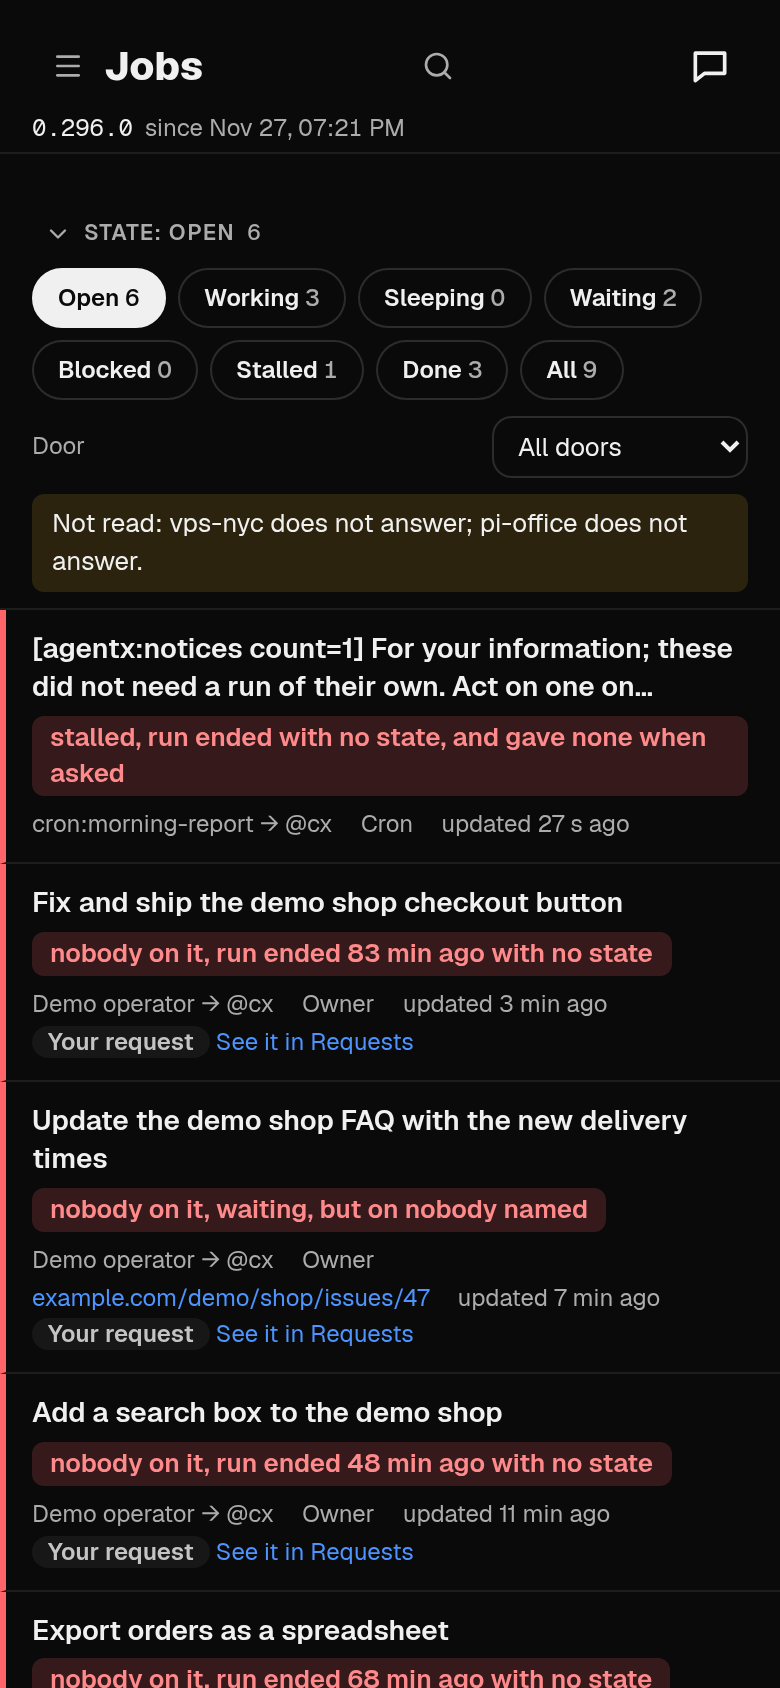 Jobs
0.296.0 since Nov 27, 07:21 PM
STATE: OPEN 6
Open 6 Working 3 Sleeping 0 Waiting 2
Blocked 0 Stalled 1 Done 3 All 9
Door All doors
Not read: vps-nyc does not answer; pi-office does not
answer.
[agentx:notices count=1] For your information; these
did not need a run of their own. Act on one on…
stalled, run ended with no state, and gave none when
asked
cron:morning-report → @cx Cron updated 27 s ago
Fix and ship the demo shop checkout button
nobody on it, run ended 83 min ago with no state
Demo operator → @cx Owner updated 3 min ago
Your request See it in Requests
Update the demo shop FAQ with the new delivery
times
nobody on it, waiting, but on nobody named
Demo operator → @cx Owner
example.com/demo/shop/issues/47 updated 7 min ago
Your request See it in Requests
Add a search box to the demo shop
nobody on it, run ended 48 min ago with no state
Demo operator → @cx Owner updated 11 min ago
Your request See it in Requests
Export orders as a spreadsheet
nobody on it, run ended 68 min ago with no state